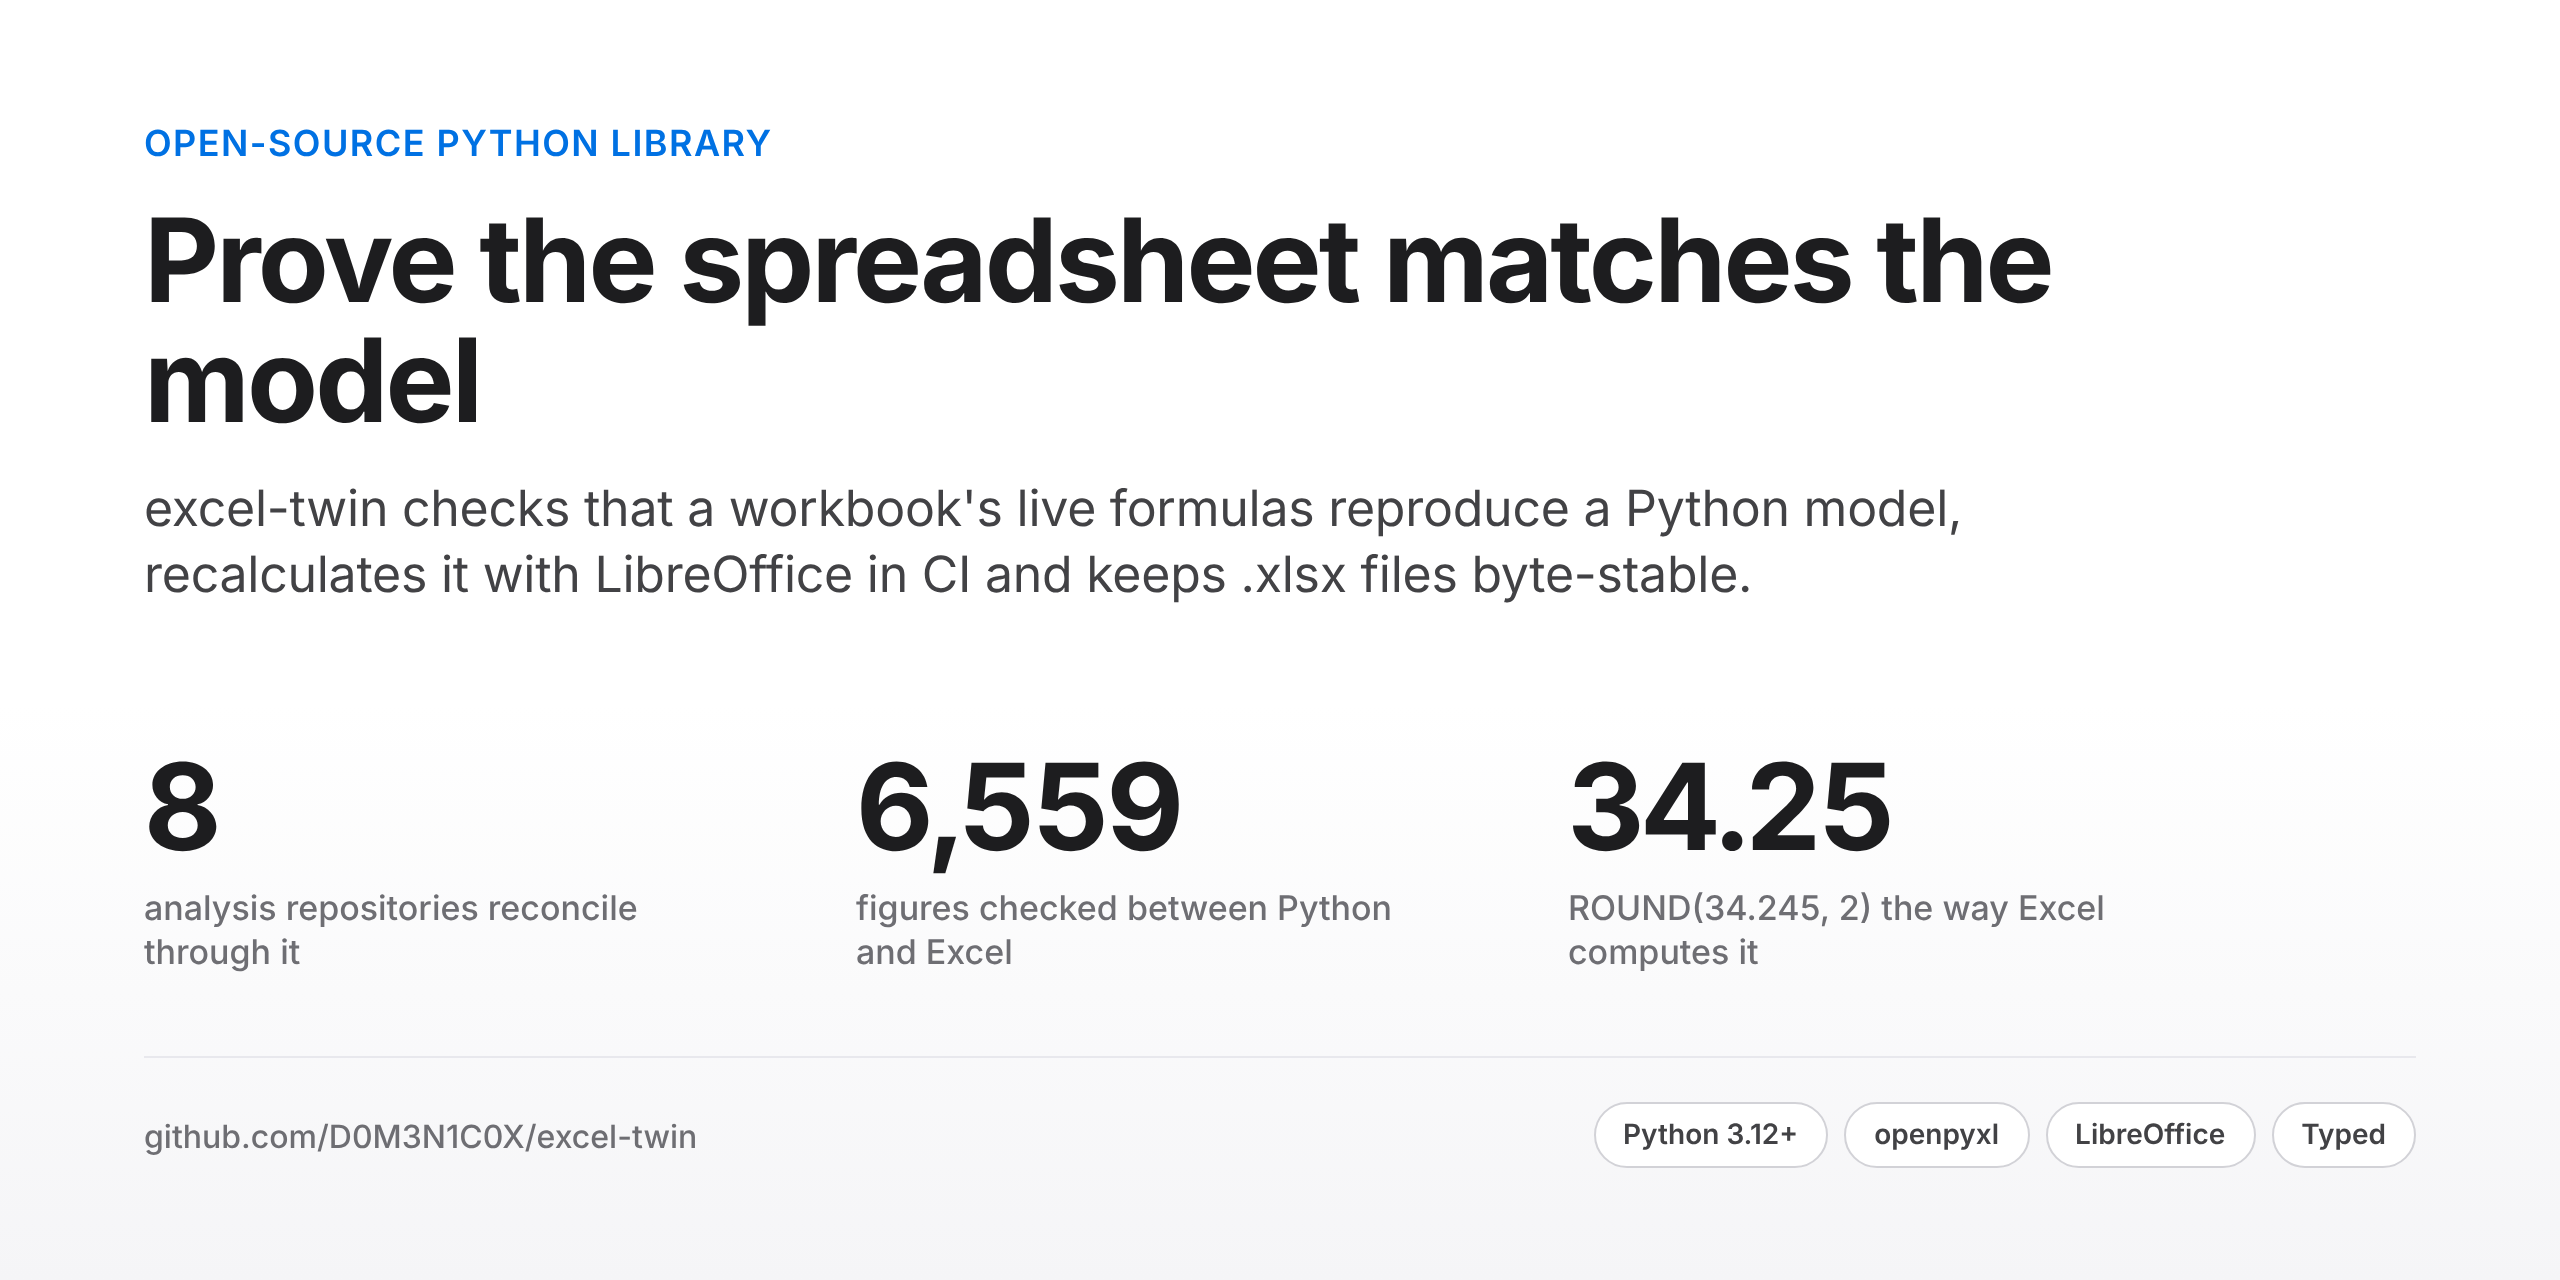 OPEN-SOURCE PYTHON LIBRARY
Prove the spreadsheet matches the
model
excel-twin checks that a workbook's live formulas reproduce a Python model,
recalculates it with LibreOffice in CI and keeps .xlsx files byte-stable.
8
analysis repositories reconcile
through it
6,559
figures checked between Python
and Excel
34.25
ROUND(34.245, 2) the way Excel
computes it
github.com/D0M3N1C0X/excel-twin
Python 3.12+
openpyxl
LibreOffice
Typed